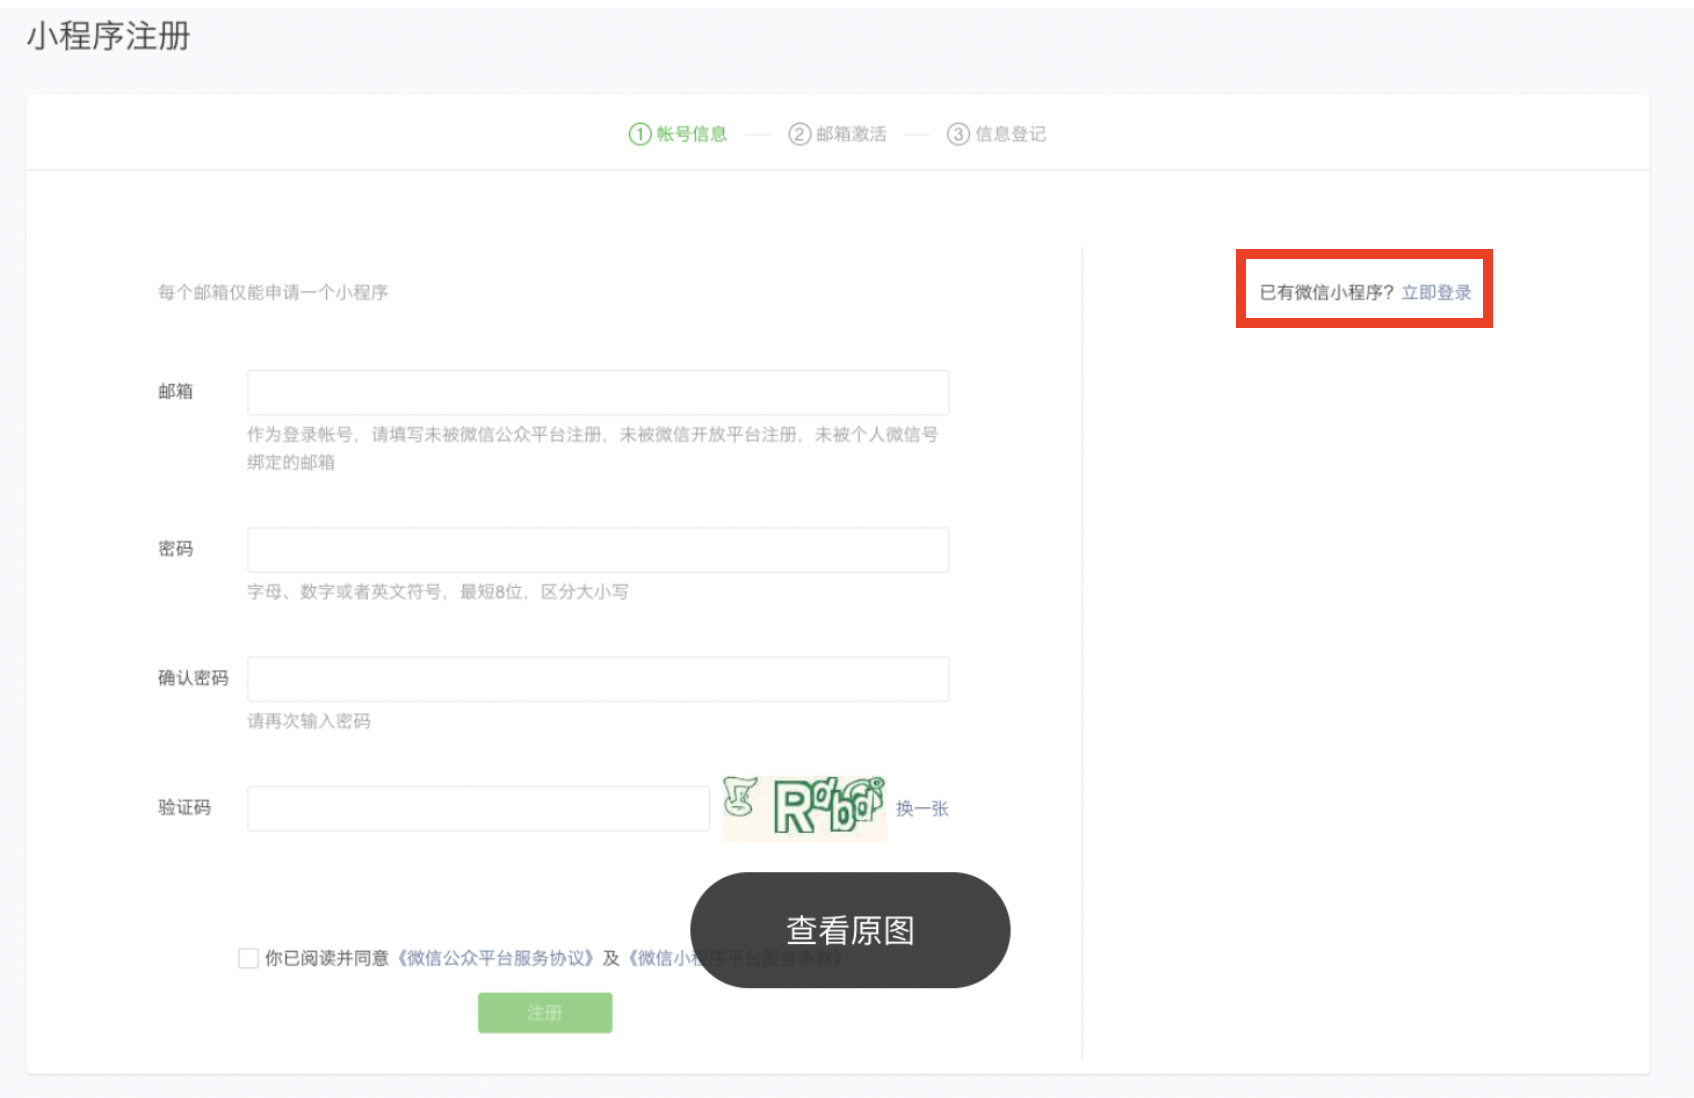 小程序注册
1 帐号信息 — 2 邮箱激活 — 3 信息登记
每个邮箱仅能申请一个小程序
已有微信小程序? 立即登录
邮箱
作为登录帐号，请填写未被微信公众平台注册，未被微信开放平台注册，未被个人微信号
绑定的邮箱
密码
字母、数字或者英文符号，最短8位，区分大小写
确认密码
请再次输入密码
验证码
换一张
查看原图
你已阅读并同意《微信公众平台服务协议》及《微信小程序平台服务条款》
注册